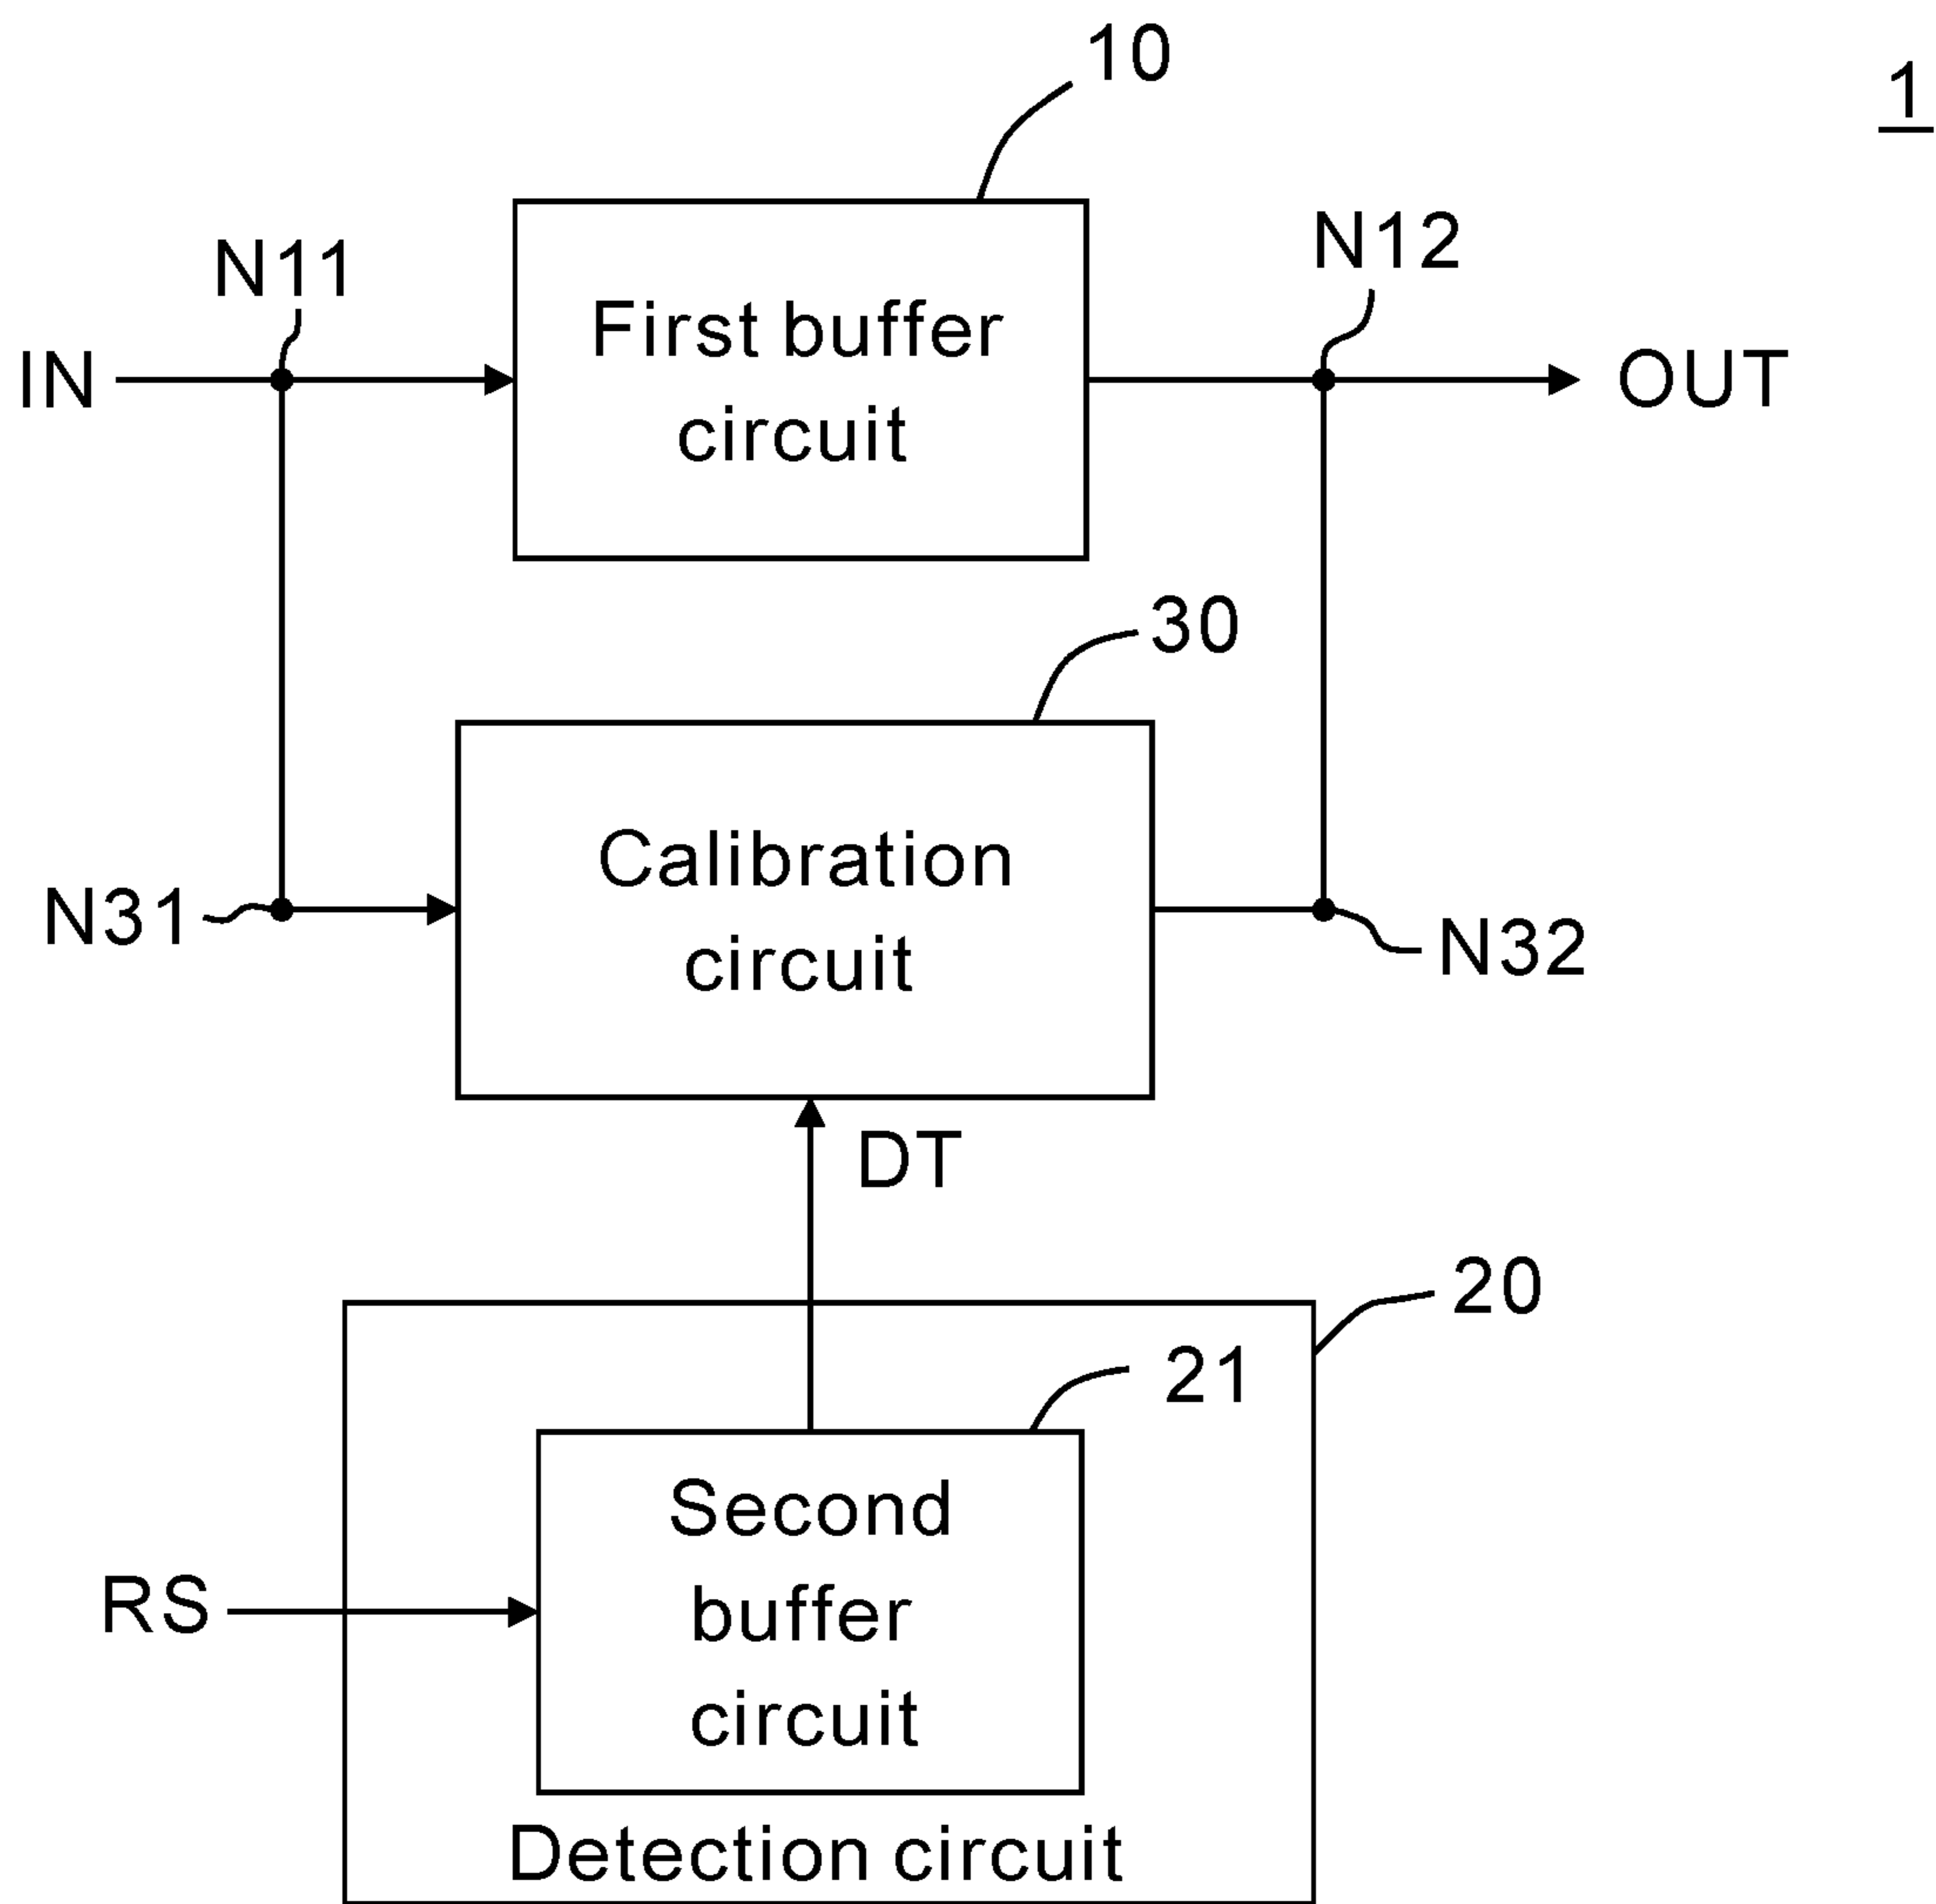 10
1
N11
N12
First buffer
circuit
IN
OUT
30
Calibration
circuit
N31
N32
DT
20
21
Second
buffer
circuit
RS
Detection circuit